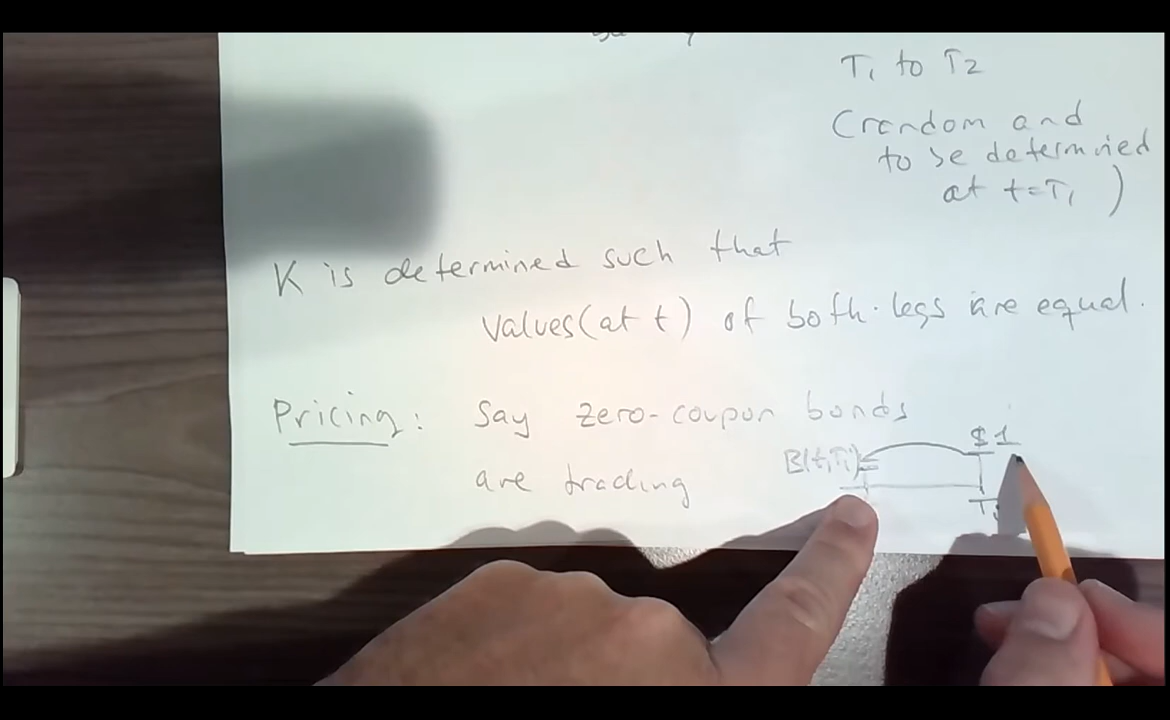 T1 to T2
(random and
to be determined
at t=T1 )
K is determined such that
Values(at t) of both legs are equal.
Pricing: Say zero-coupon bonds
$1
B(t,Ti)
are trading